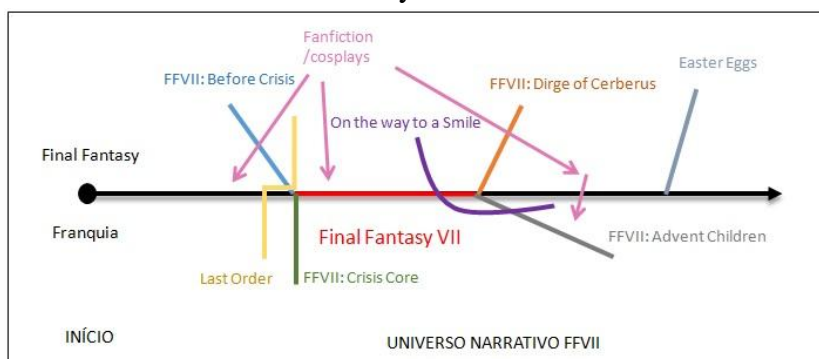 Fanfiction
/cosplays
FFVII: Before Crisis
FFVII: Dirge of Cerberus
Easter Eggs
On the way to a Smile
Final Fantasy
Franquia
Final Fantasy VII
FFVII: Advent Children
Last Order
FFVII: Crisis Core
INÍCIO
UNIVERSO NARRATIVO FFVII